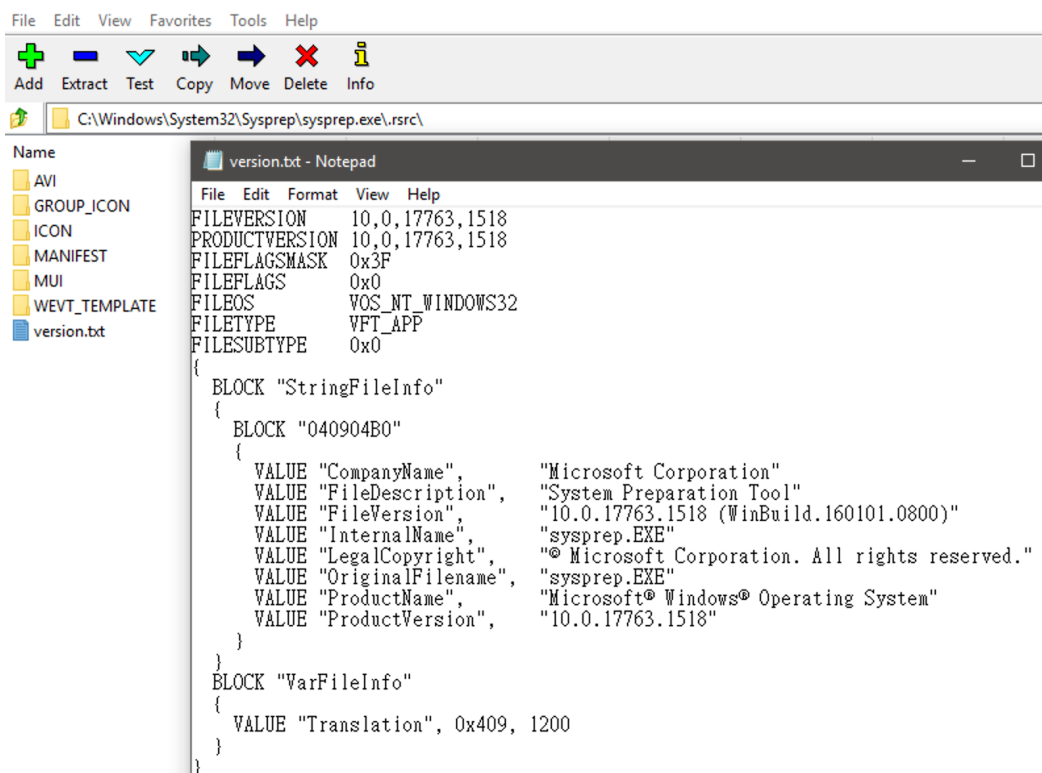 File Edit View Favorites Tools Help
Add Extract Test Copy Move Delete Info
C:\Windows\System32\Sysprep\sysprep.exe\.rsrc\
Name
AVI
GROUP_ICON
ICON
MANIFEST
MUI
WEVT_TEMPLATE
version.txt
version.txt - Notepad
File Edit Format View Help
FILEVERSION 10,0,17763,1518
PRODUCTVERSION 10,0,17763,1518
FILEFLAGSMASK 0x3F
FILEFLAGS 0x0
FILEOS VOS_NT_WINDOWS32
FILETYPE VFT_APP
FILESUBTYPE 0x0
{
BLOCK "StringFileInfo"
{
BLOCK "040904B0"
{
VALUE "CompanyName", "Microsoft Corporation"
VALUE "FileDescription", "System Preparation Tool"
VALUE "FileVersion", "10.0.17763.1518 (WinBuild.160101.0800)"
VALUE "InternalName", "sysprep.EXE"
VALUE "LegalCopyright", "© Microsoft Corporation. All rights reserved."
VALUE "OriginalFilename", "sysprep.EXE"
VALUE "ProductName", "Microsoft® Windows® Operating System"
VALUE "ProductVersion", "10.0.17763.1518"
}
}
BLOCK "VarFileInfo"
{
VALUE "Translation", 0x409, 1200
}
}